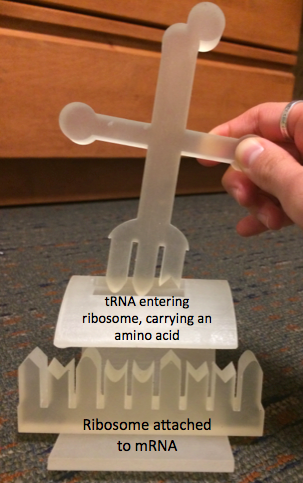 tRNA entering
ribosome, carrying an
amino acid
Ribosome attached
to mRNA